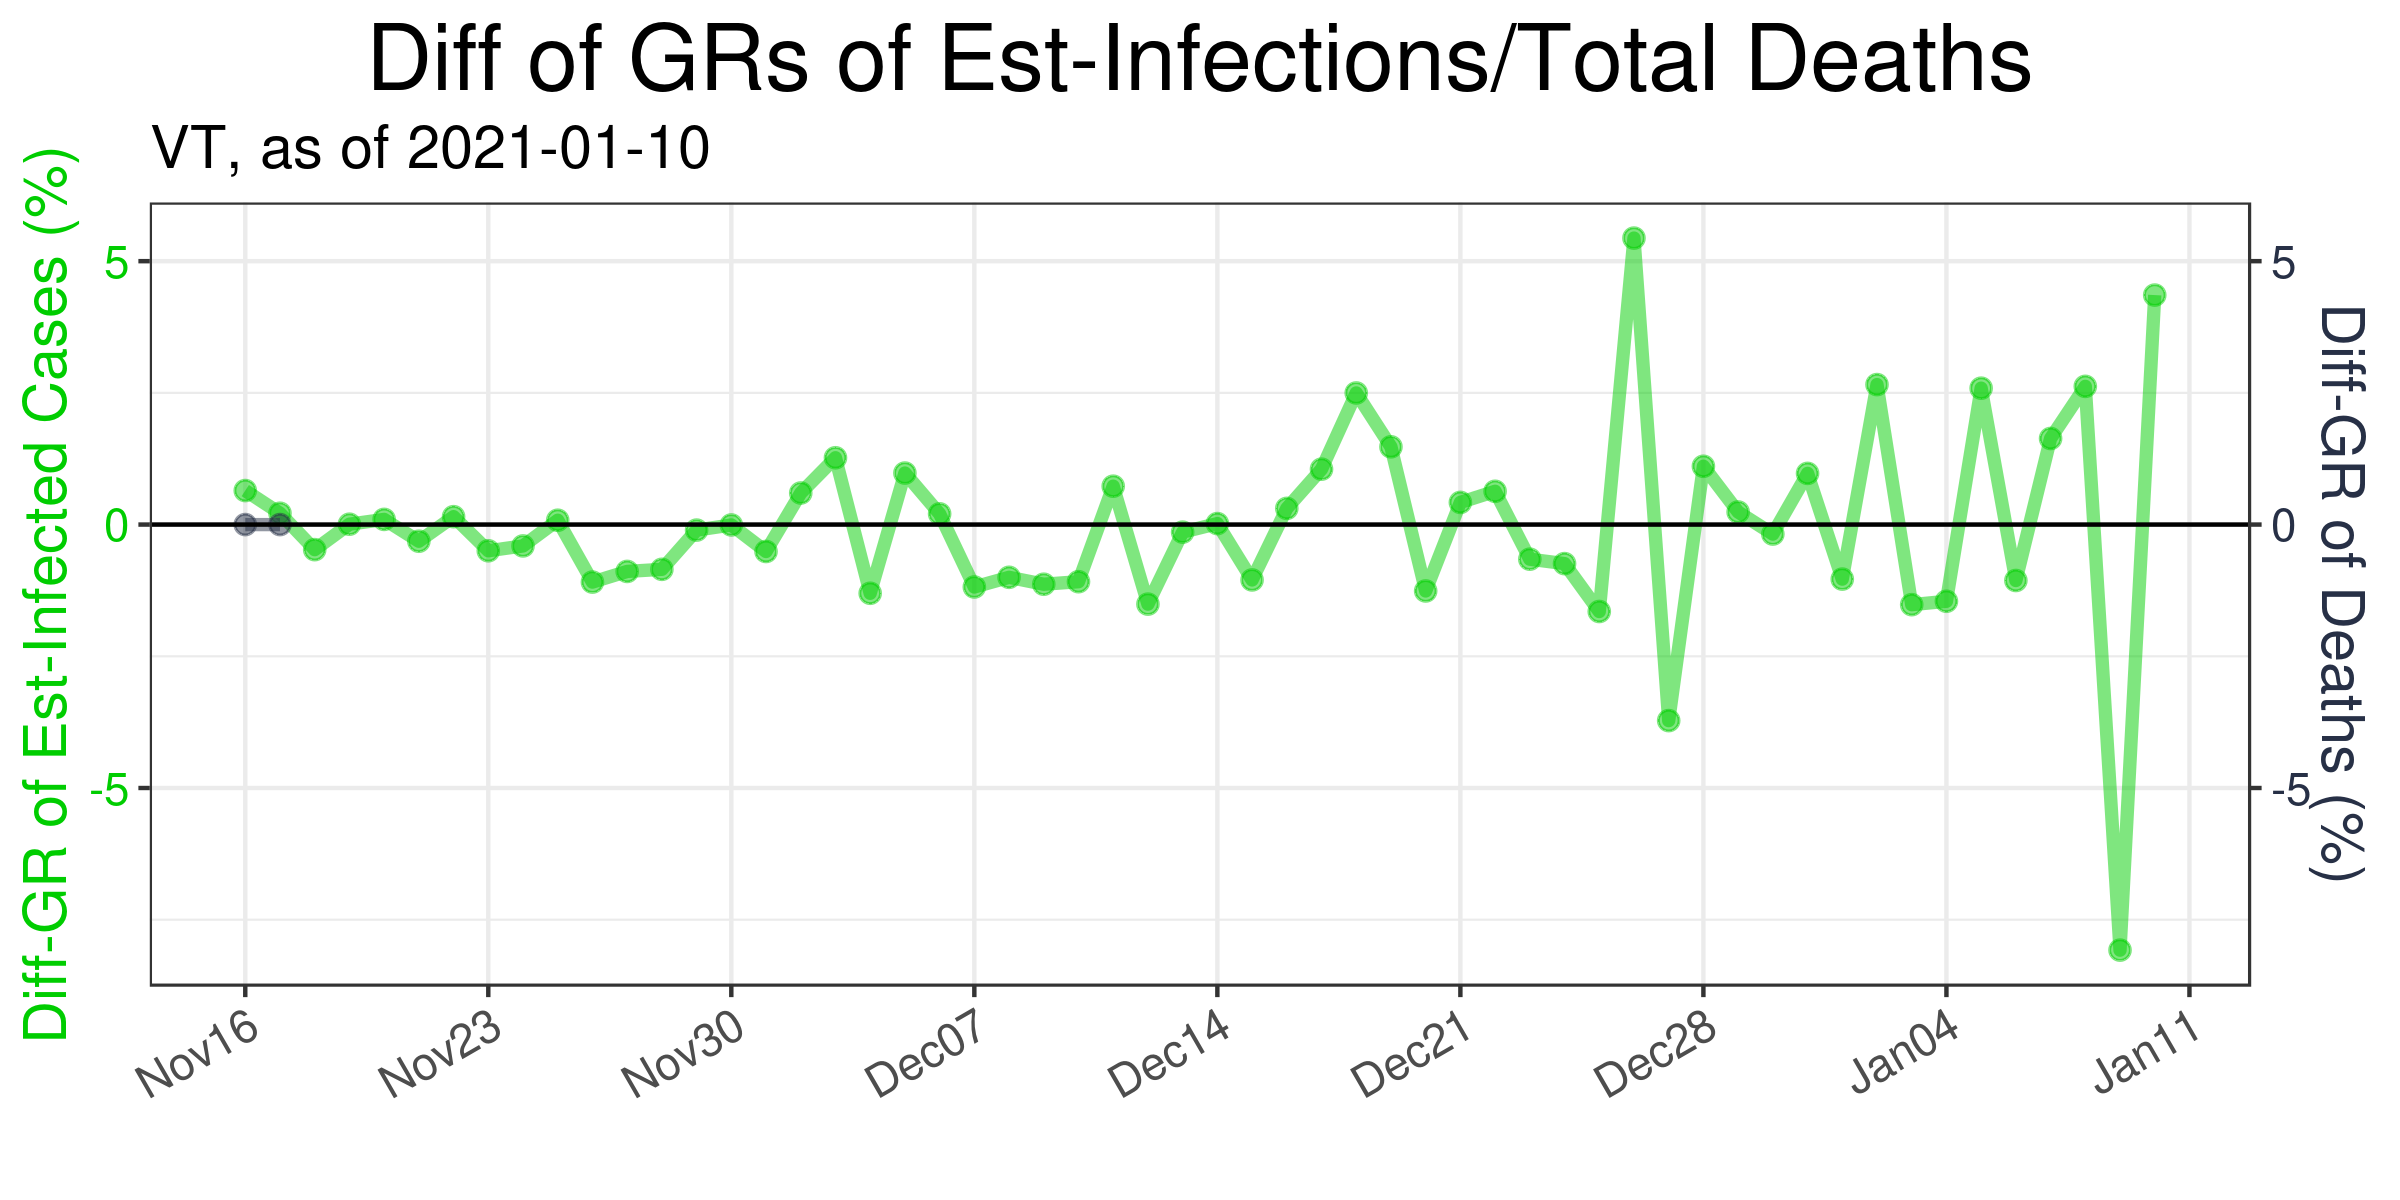 Diff of GRs of Est-Infections/Total Deaths
VT, as of 2021-01-10
Diff-GR of Est-Infected Cases (%)
5
0
-5
5
0
-5
Diff-GR of Deaths (%)
Nov16
Nov23
Nov30
Dec07
Dec14
Dec21
Dec28
Jan04
Jan11